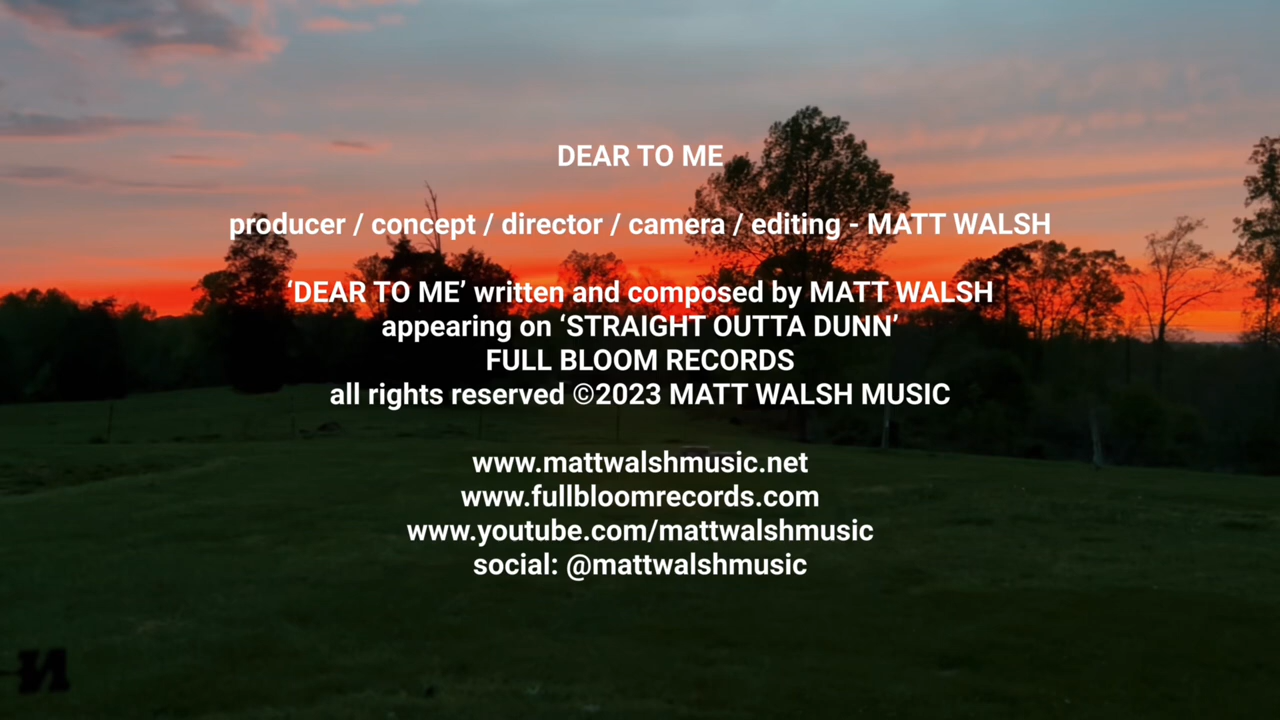 DEAR TO ME
producer / concept / director / camera / editing - MATT WALSH
‘DEAR TO ME’ written and composed by MATT WALSH
appearing on ‘STRAIGHT OUTTA DUNN’
FULL BLOOM RECORDS
all rights reserved ©2023 MATT WALSH MUSIC
www.mattwalshmusic.net
www.fullbloomrecords.com
www.youtube.com/mattwalshmusic
social: @mattwalshmusic